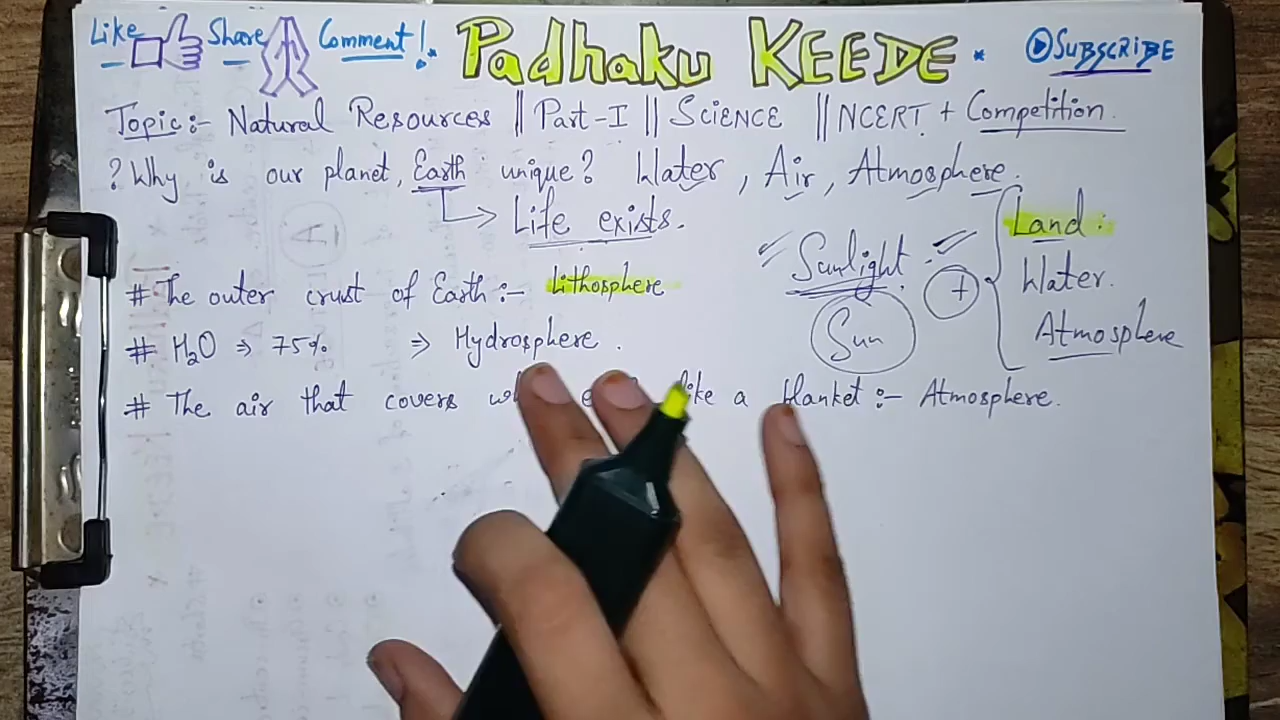 Like Share Comment! Padhaku KEEDE SUBSCRIBE
Topic:- Natural Resources || Part-I || SCIENCE || NCERT + Competition.
? Why is our planet, Earth unique? Water, Air, Atmosphere.
Life exists.
Sunlight.
Sun
+
Land:
Water.
Atmosphere
# The outer crust of Earth :- Lithosphere
# H2O ⇒ 75% ⇒ Hydrosphere.
# The air that covers like a blanket :- Atmosphere.